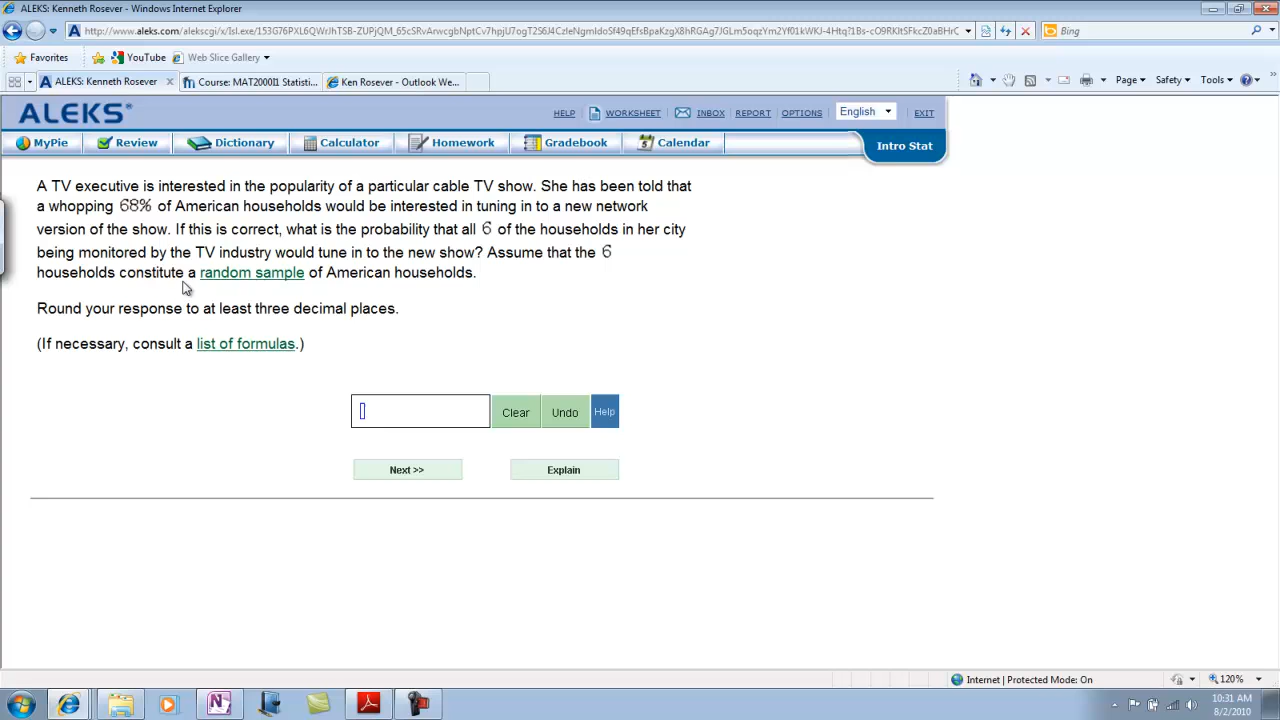 ALEKS: Kenneth Rosever - Windows Internet Explorer
Bing
Favorites YouTube Web Slice Gallery
ALEKS: Kenneth Rosever Course: MAT20001I Statisti... Ken Rosever - Outlook We... Page Safety Tools
ALEKS® HELP WORKSHEET INBOX REPORT OPTIONS English EXIT
MyPie Review Dictionary Calculator Homework Gradebook Calendar Intro Stat
A TV executive is interested in the popularity of a particular cable TV show. She has been told that
a whopping 68% of American households would be interested in tuning in to a new network
version of the show. If this is correct, what is the probability that all 6 of the households in her city
being monitored by the TV industry would tune in to the new show? Assume that the 6
households constitute a random sample of American households.
Round your response to at least three decimal places.
(If necessary, consult a list of formulas.)
Clear Undo Help
Next >> Explain
Internet | Protected Mode: On 120%
10:31 AM
8/2/2010